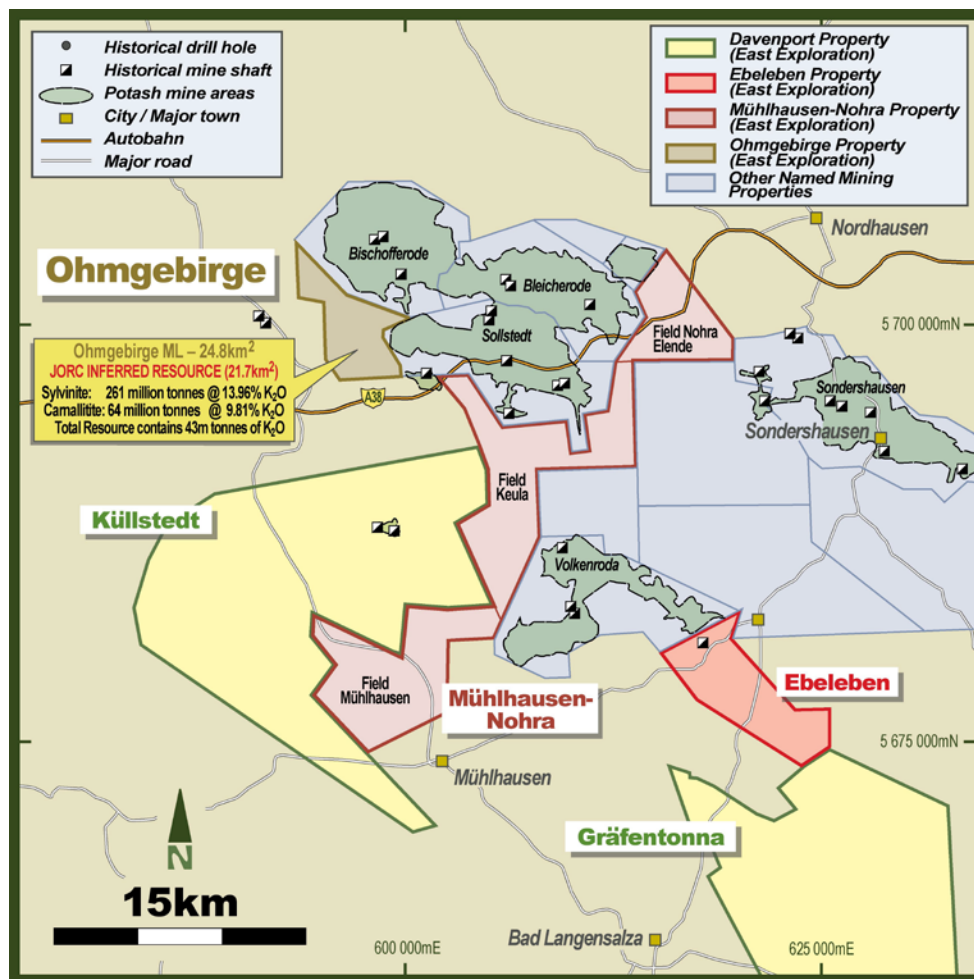 Historical drill hole
Historical mine shaft
Potash mine areas
City / Major town
Autobahn
Major road
Davenport Property
(East Exploration)
Ebeleben Property
(East Exploration)
Mühlhausen-Nohra Property
(East Exploration)
Ohmgebirge Property
(East Exploration)
Other Named Mining
Properties
Nordhausen
Bischofferode
Ohmgebirge
Bleicherode
Sollstedt
Field Nohra
Elende
5 700 000mN
Ohmgebirge ML – 24.8km²
JORC INFERRED RESOURCE (21.7km²)
Sylvinite: 261 million tonnes @ 13.96% K₂O
Carnallitite: 64 million tonnes @ 9.81% K₂O
Total Resource contains 43m tonnes of K₂O
A38
Sondershausen
Sondershausen
Field
Keula
Küllstedt
Volkenroda
Field
Mühlhausen
Mühlhausen-
Nohra
Ebeleben
5 675 000mN
Mühlhausen
Gräfentonna
N
15km
Bad Langensalza
600 000mE
625 000mE